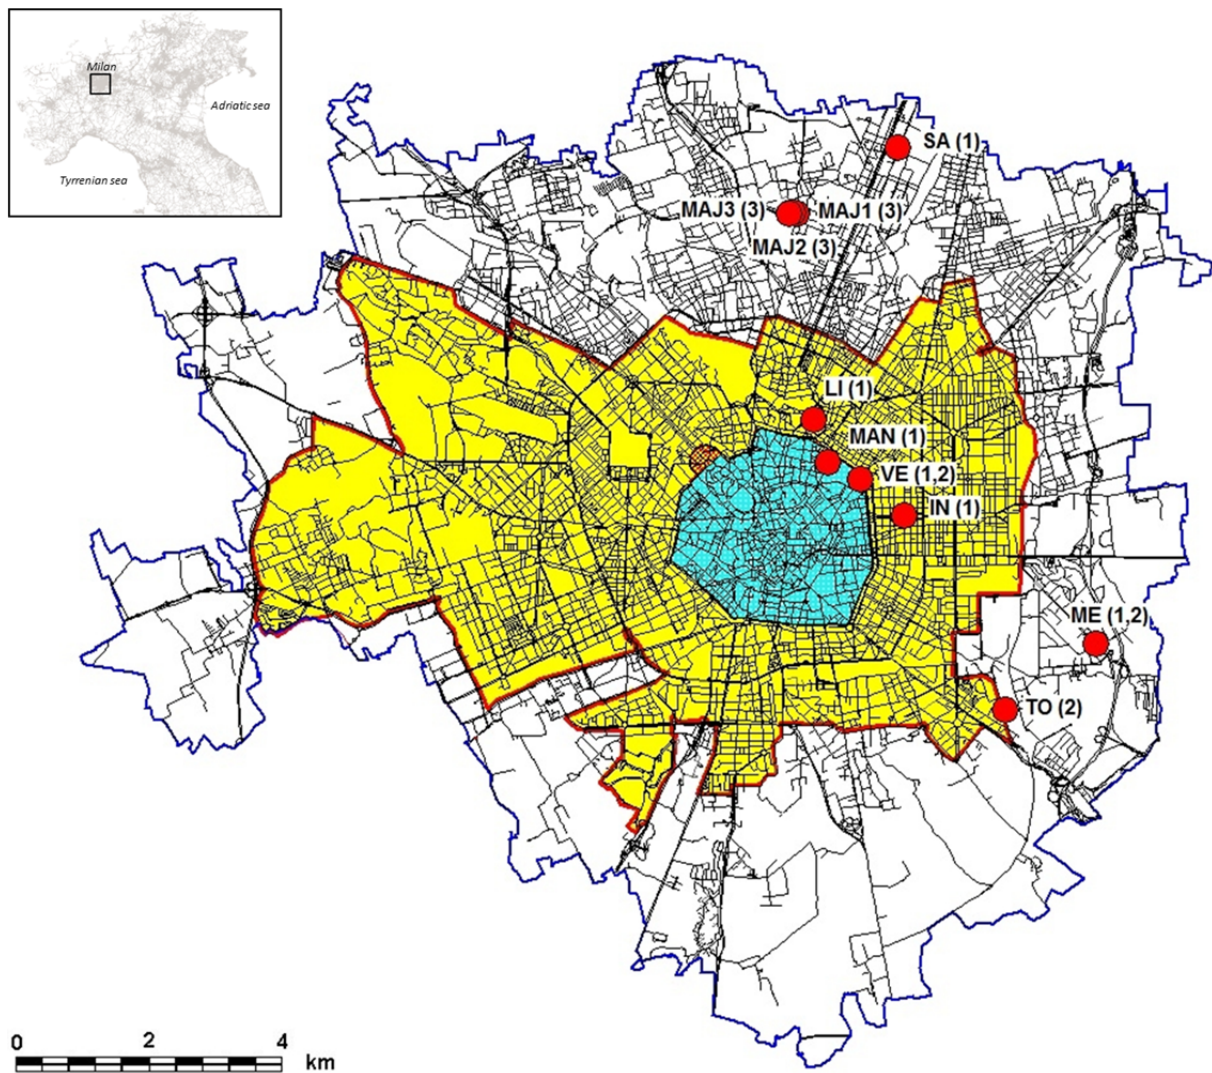 Milan
Adriatic sea
Tyrrenian sea
SA (1)
MAJ3 (3)
MAJ1 (3)
MAJ2 (3)
LI (1)
MAN (1)
VE (1,2)
IN (1)
ME (1,2)
TO (2)
0 2 4
km